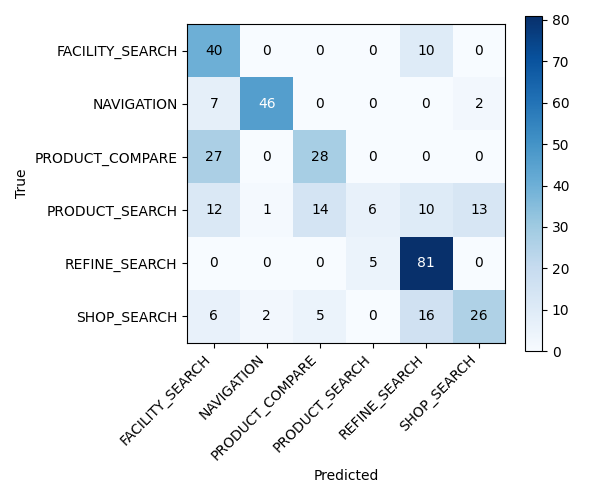 FACILITY_SEARCH 40 0 0 0 10 0
NAVIGATION 7 46 0 0 0 2
PRODUCT_COMPARE 27 0 28 0 0 0
PRODUCT_SEARCH 12 1 14 6 10 13
REFINE_SEARCH 0 0 0 5 81 0
SHOP_SEARCH 6 2 5 0 16 26
True
FACILITY_SEARCH
NAVIGATION
PRODUCT_COMPARE
PRODUCT_SEARCH
REFINE_SEARCH
SHOP_SEARCH
Predicted
80
70
60
50
40
30
20
10
0